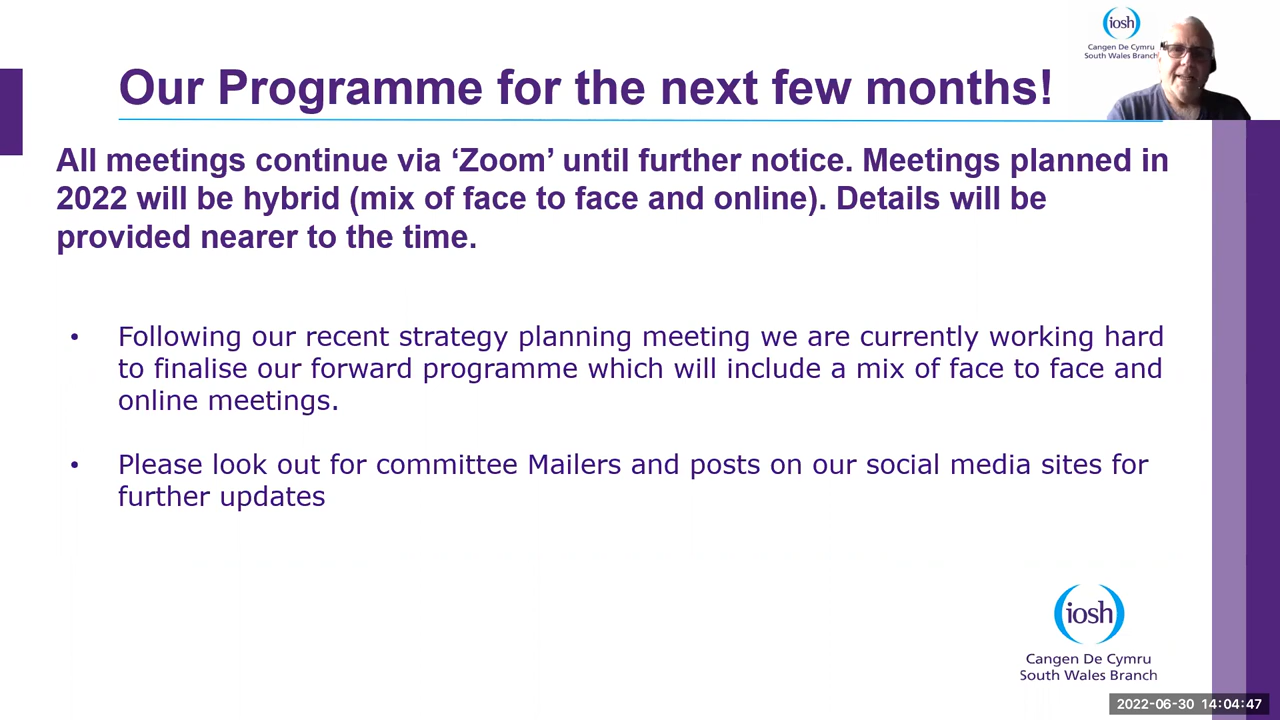 iosh
Cangen De Cymru
South Wales Branch
Our Programme for the next few months!
All meetings continue via ‘Zoom’ until further notice. Meetings planned in
2022 will be hybrid (mix of face to face and online). Details will be
provided nearer to the time.
• Following our recent strategy planning meeting we are currently working hard
to finalise our forward programme which will include a mix of face to face and
online meetings.
• Please look out for committee Mailers and posts on our social media sites for
further updates
iosh
Cangen De Cymru
South Wales Branch
2022-06-30 14:04:47